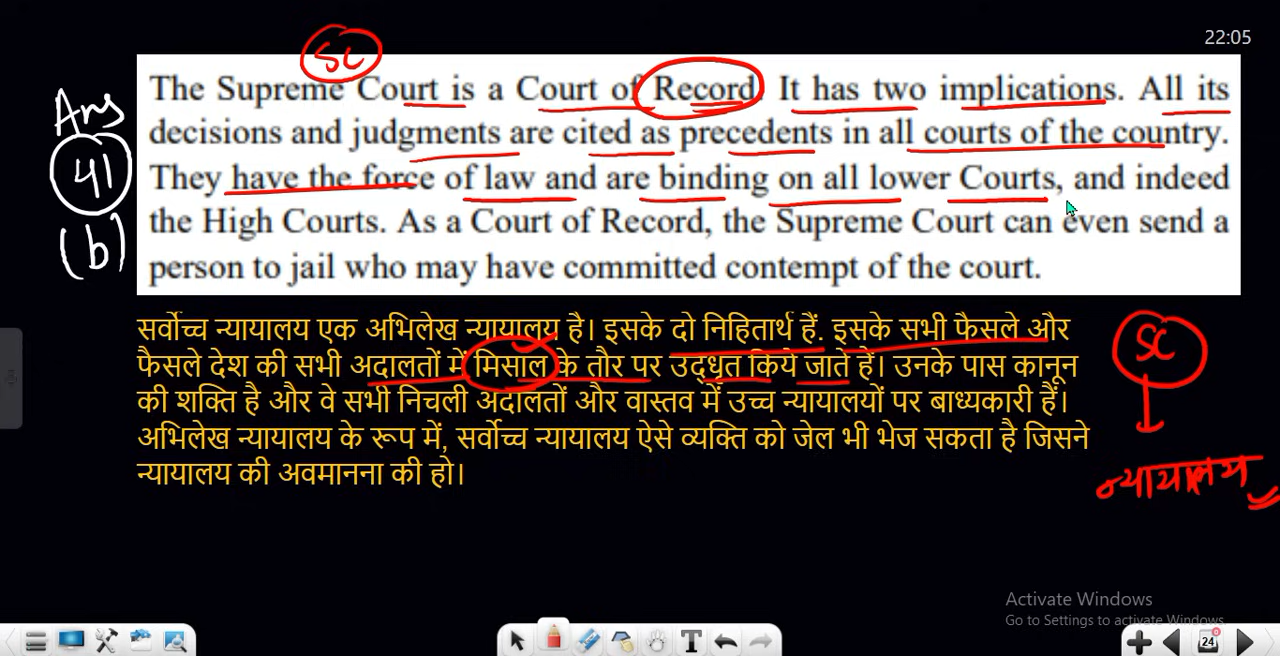 22:05
SC
The Supreme Court is a Court of Record. It has two implications. All its
decisions and judgments are cited as precedents in all courts of the country.
They have the force of law and are binding on all lower Courts, and indeed
the High Courts. As a Court of Record, the Supreme Court can even send a
person to jail who may have committed contempt of the court.
Ans
41
(b)
सर्वोच्च न्यायालय एक अभिलेख न्यायालय है। इसके दो निहितार्थ हैं. इसके सभी फैसले और
फैसले देश की सभी अदालतों में मिसाल के तौर पर उद्धृत किये जाते हैं। उनके पास कानून
की शक्ति है और वे सभी निचली अदालतों और वास्तव में उच्च न्यायालयों पर बाध्यकारी हैं।
अभिलेख न्यायालय के रूप में, सर्वोच्च न्यायालय ऐसे व्यक्ति को जेल भी भेज सकता है जिसने
न्यायालय की अवमानना की हो।
SC
न्यायालय
Activate Windows
Go to Settings to activate Windows.
T
24